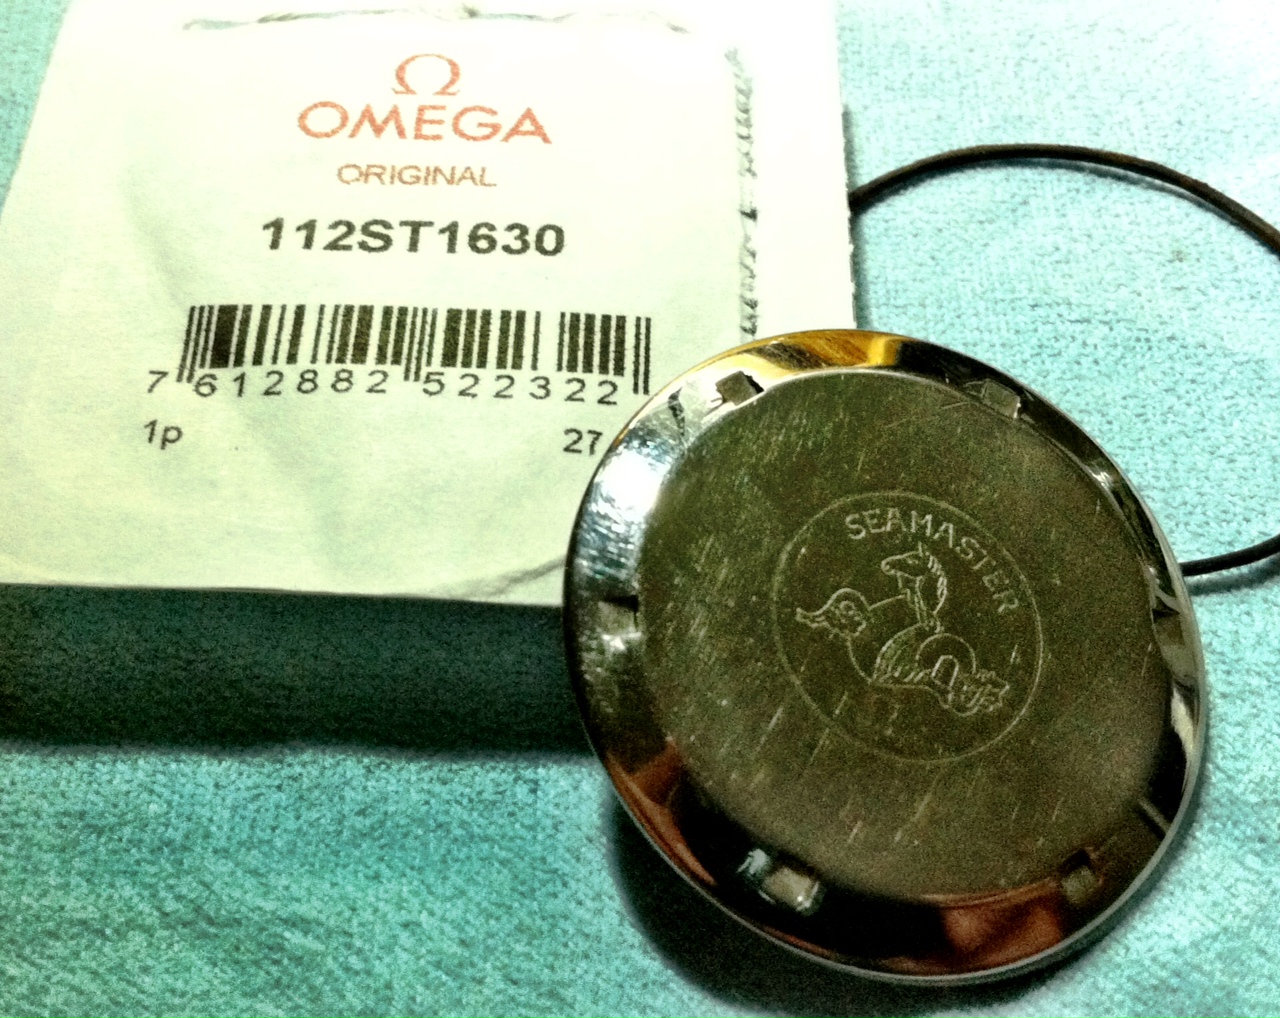 Ω
OMEGA
ORIGINAL
112ST1630
7 612882 522322
1p 27
SEAMASTER